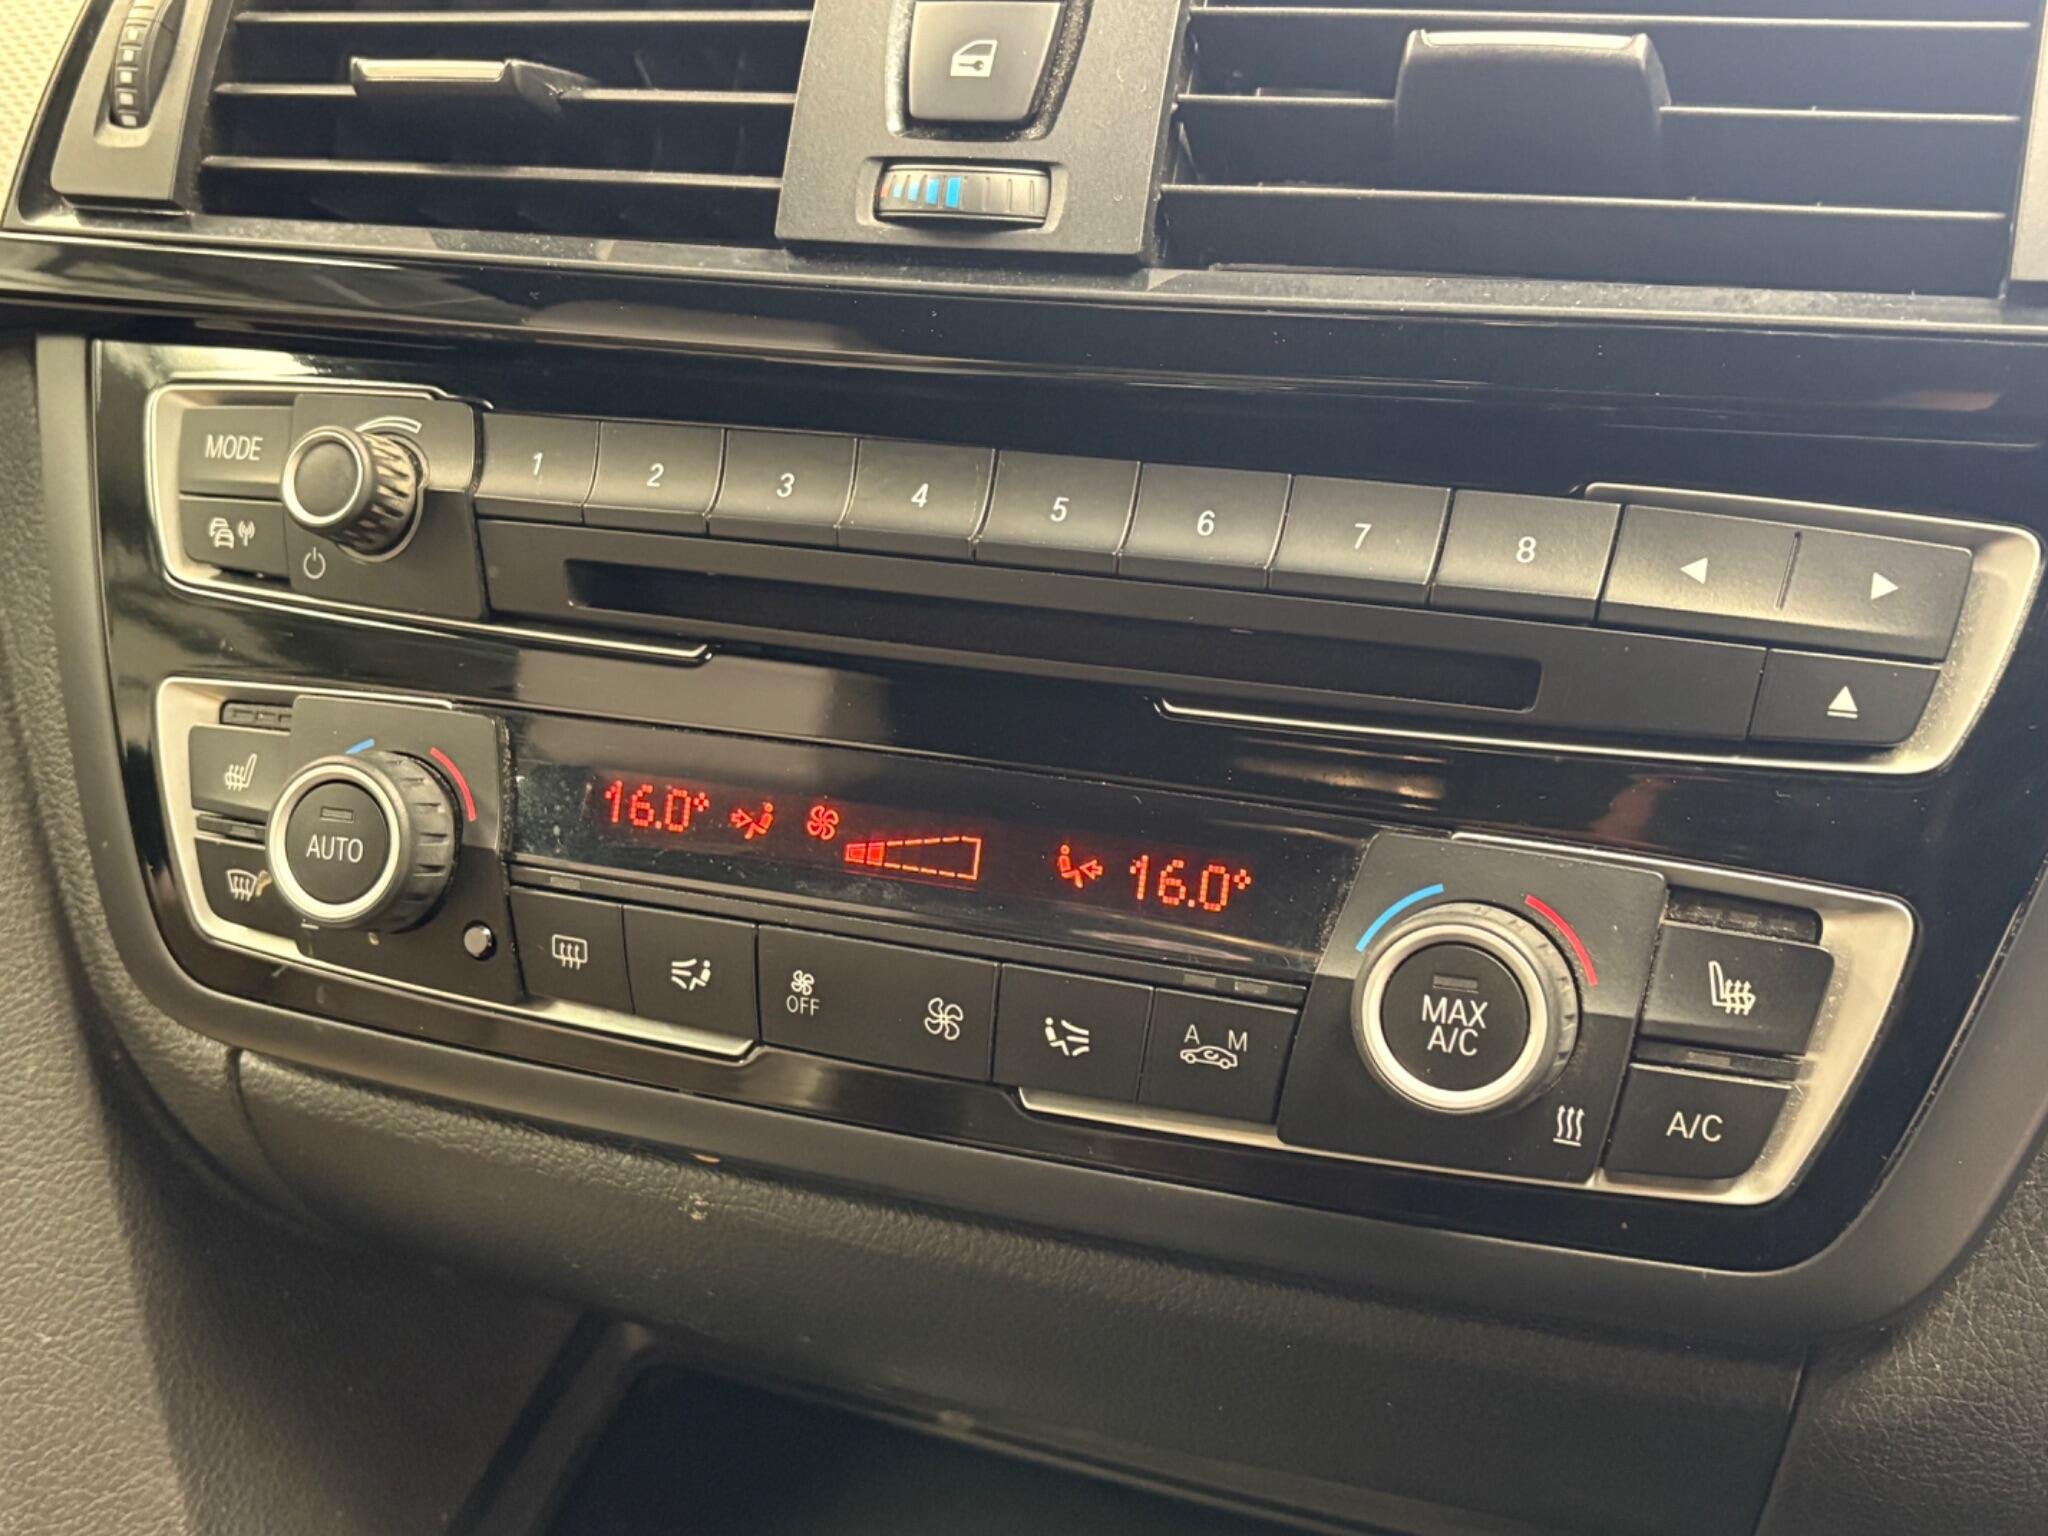 MODE
1 2 3 4 5 6 7 8
16.0° 16.0°
AUTO
OFF
A M
MAX
A/C
A/C